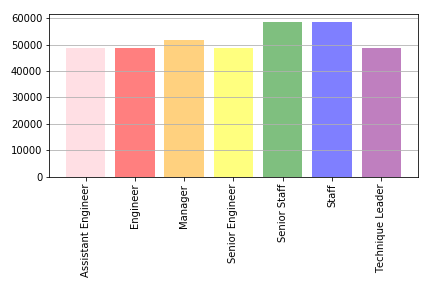 60000
50000
40000
30000
20000
10000
0
Assistant Engineer
Engineer
Manager
Senior Engineer
Senior Staff
Staff
Technique Leader